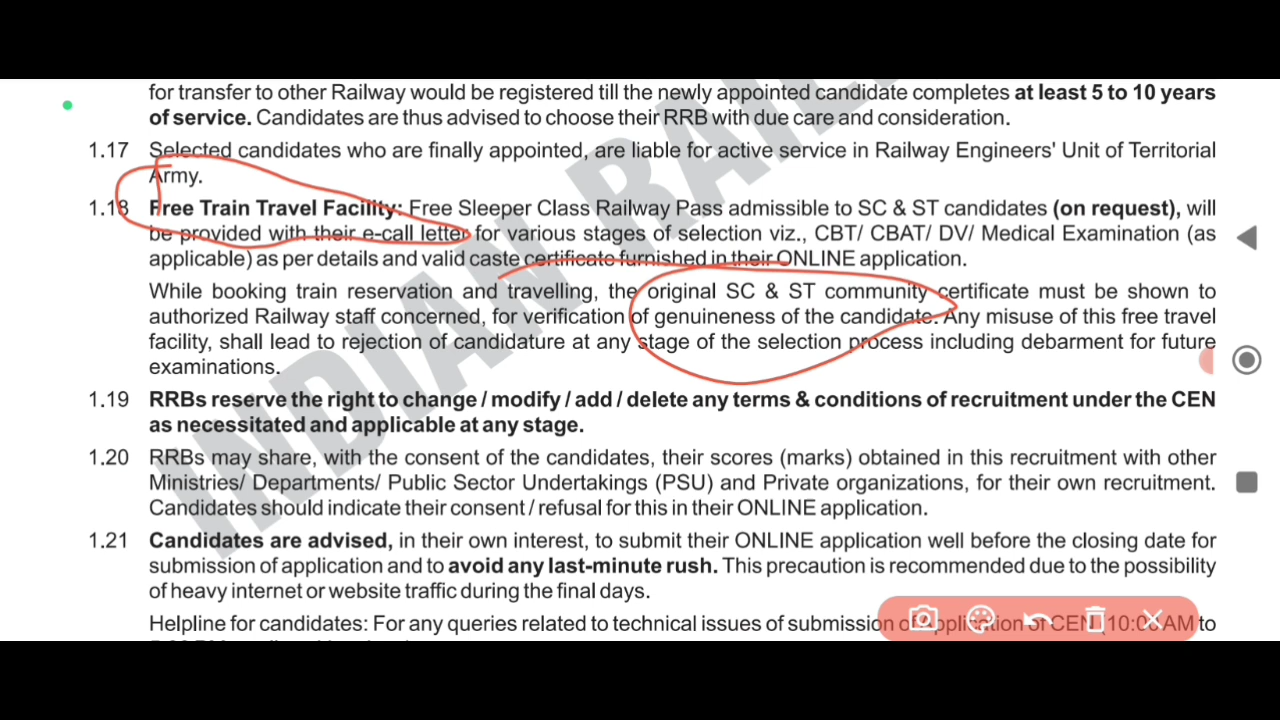 for transfer to other Railway would be registered till the newly appointed candidate completes at least 5 to 10 years
of service. Candidates are thus advised to choose their RRB with due care and consideration.
1.17 Selected candidates who are finally appointed, are liable for active service in Railway Engineers' Unit of Territorial
Army.
1.18 Free Train Travel Facility: Free Sleeper Class Railway Pass admissible to SC & ST candidates (on request), will
be provided with their e-call letter for various stages of selection viz., CBT/ CBAT/ DV/ Medical Examination (as
applicable) as per details and valid caste certificate furnished in their ONLINE application.
While booking train reservation and travelling, the original SC & ST community certificate must be shown to
authorized Railway staff concerned, for verification of genuineness of the candidate. Any misuse of this free travel
facility, shall lead to rejection of candidature at any stage of the selection process including debarment for future
examinations.
1.19 RRBs reserve the right to change / modify / add / delete any terms & conditions of recruitment under the CEN
as necessitated and applicable at any stage.
1.20 RRBs may share, with the consent of the candidates, their scores (marks) obtained in this recruitment with other
Ministries/ Departments/ Public Sector Undertakings (PSU) and Private organizations, for their own recruitment.
Candidates should indicate their consent / refusal for this in their ONLINE application.
1.21 Candidates are advised, in their own interest, to submit their ONLINE application well before the closing date for
submission of application and to avoid any last-minute rush. This precaution is recommended due to the possibility
of heavy internet or website traffic during the final days.
Helpline for candidates: For any queries related to technical issues of submission of application of CEN (10:00 AM to
INDIAN RAIL